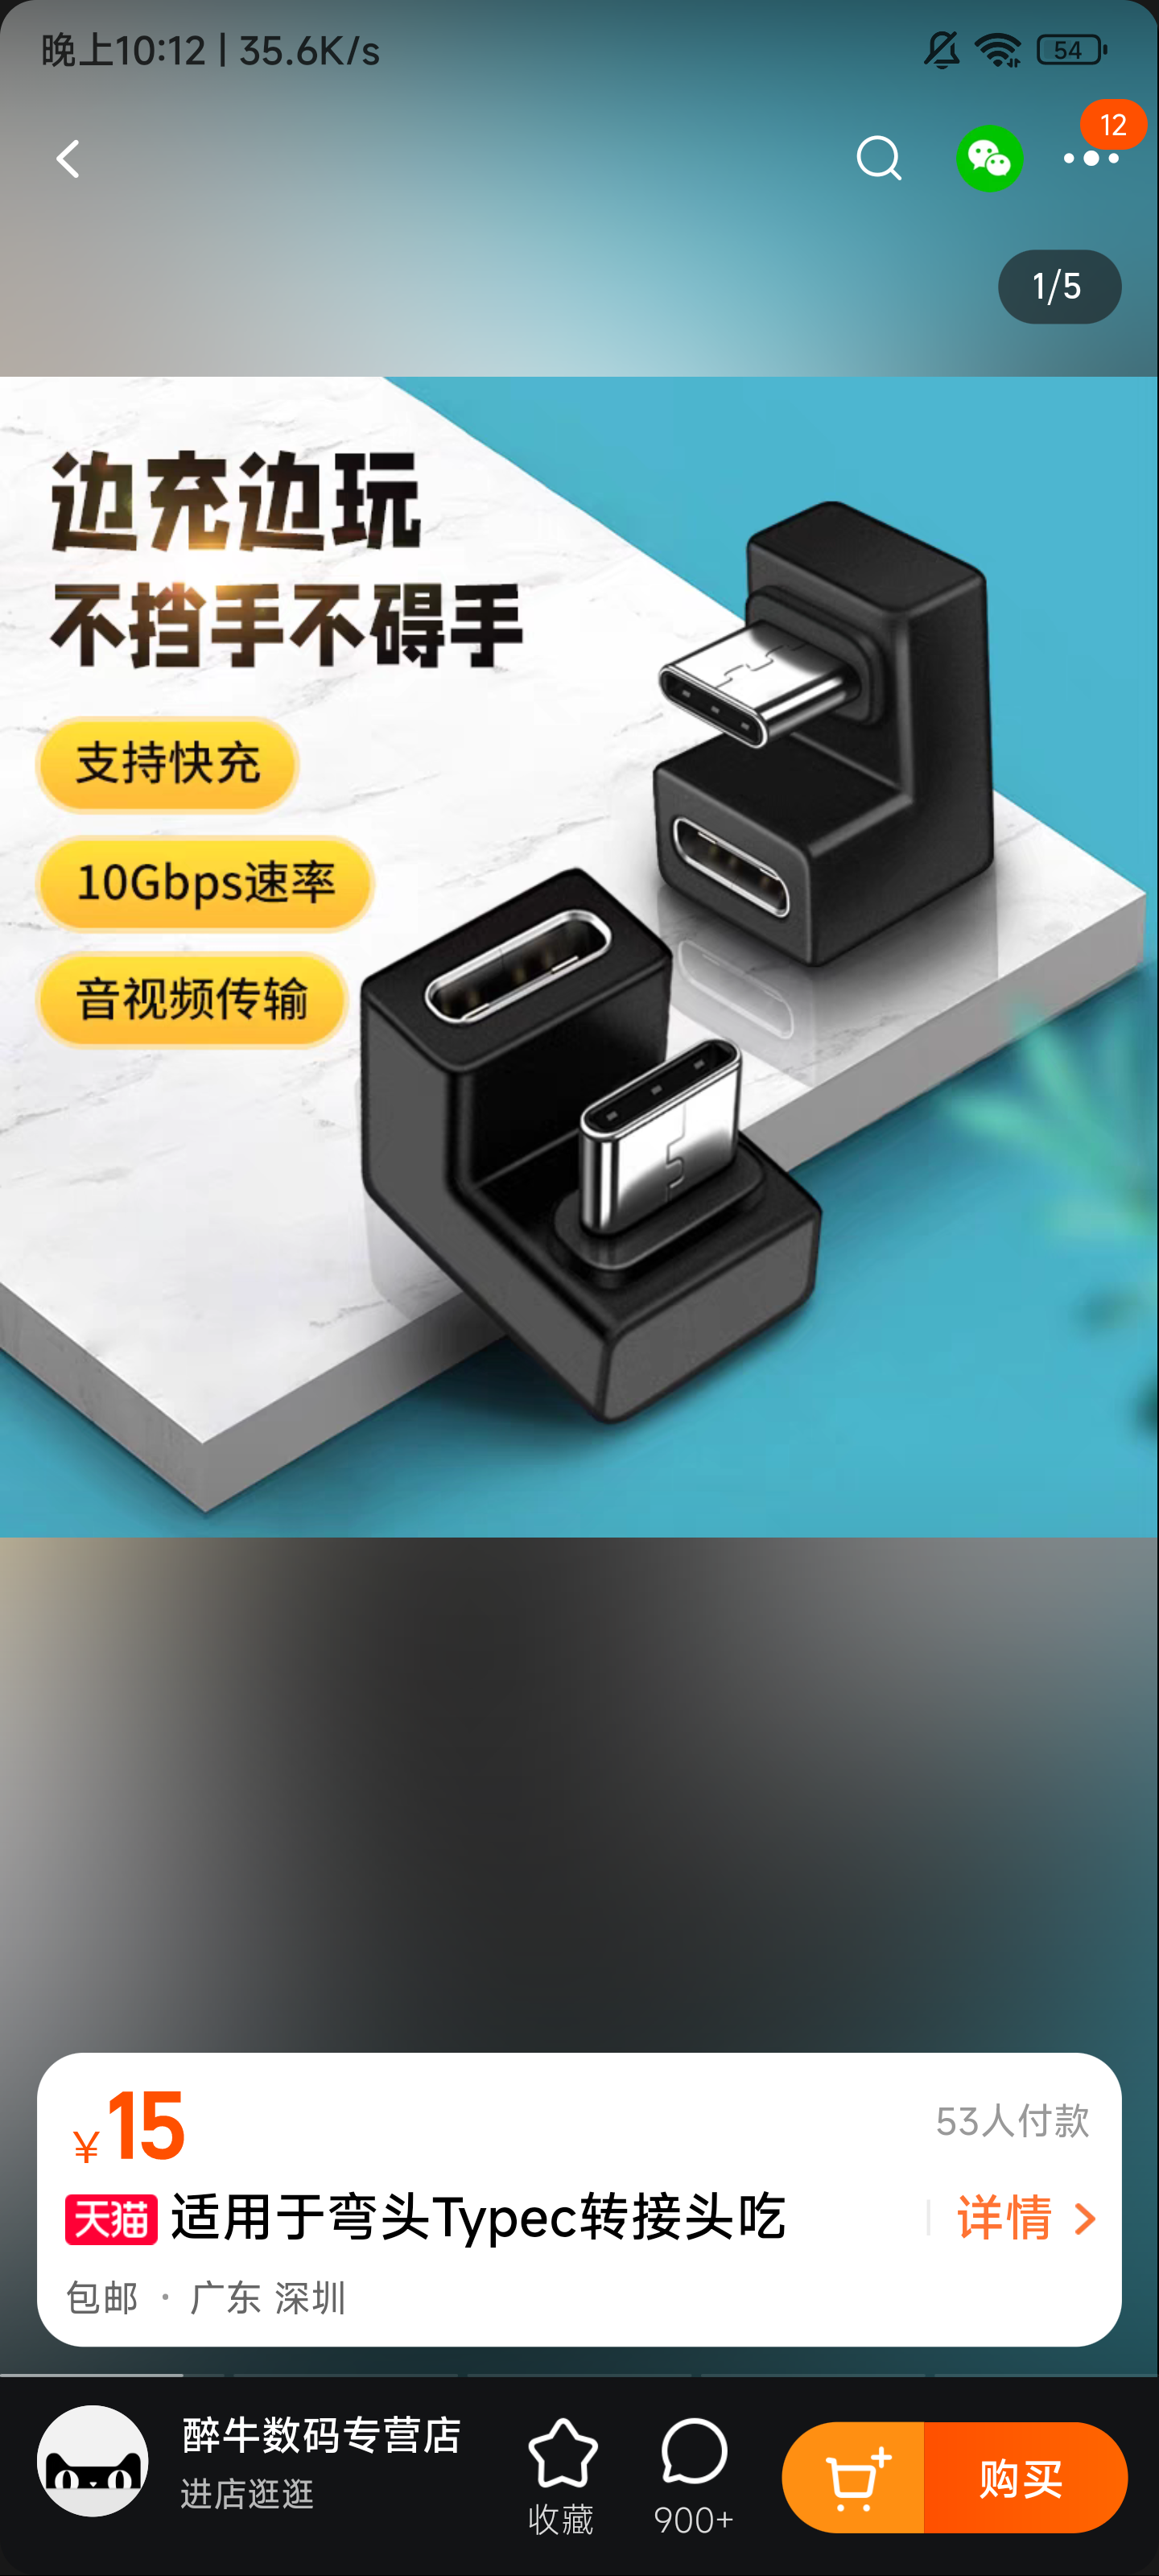 晚上10:12 | 35.6K/s
54
12
1/5
边充边玩
不挡手不碍手
支持快充
10Gbps速率
音视频传输
¥15
53人付款
天猫 适用于弯头Typec转接头吃
详情
包邮 · 广东 深圳
醉牛数码专营店
进店逛逛
收藏
900+
购买